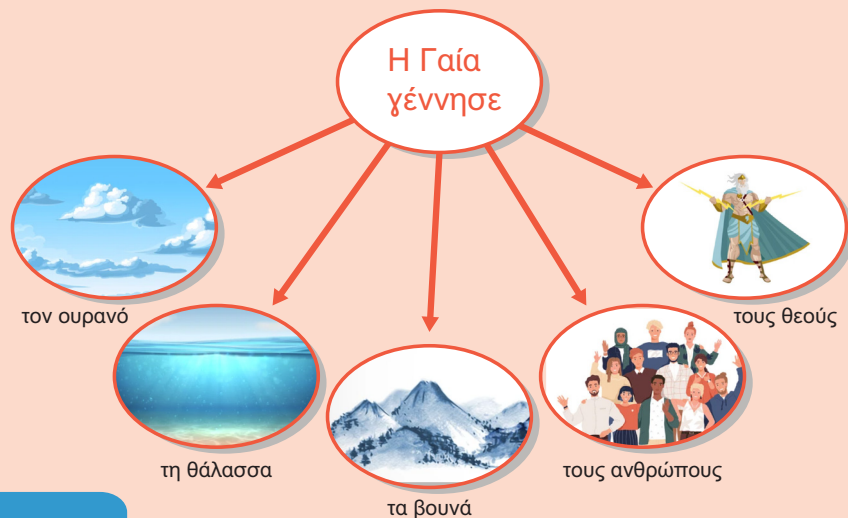 Η Γαία
γέννησε
τον ουρανό
τους θεούς
τη θάλασσα
τους ανθρώπους
τα βουνά